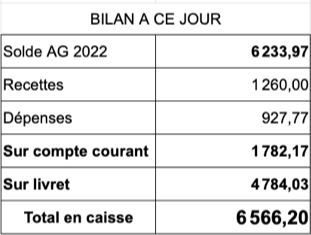 BILAN A CE JOUR
Solde AG 2022 6 233,97
Recettes 1 260,00
Dépenses 927,77
Sur compte courant 1 782,17
Sur livret 4 784,03
Total en caisse 6 566,20